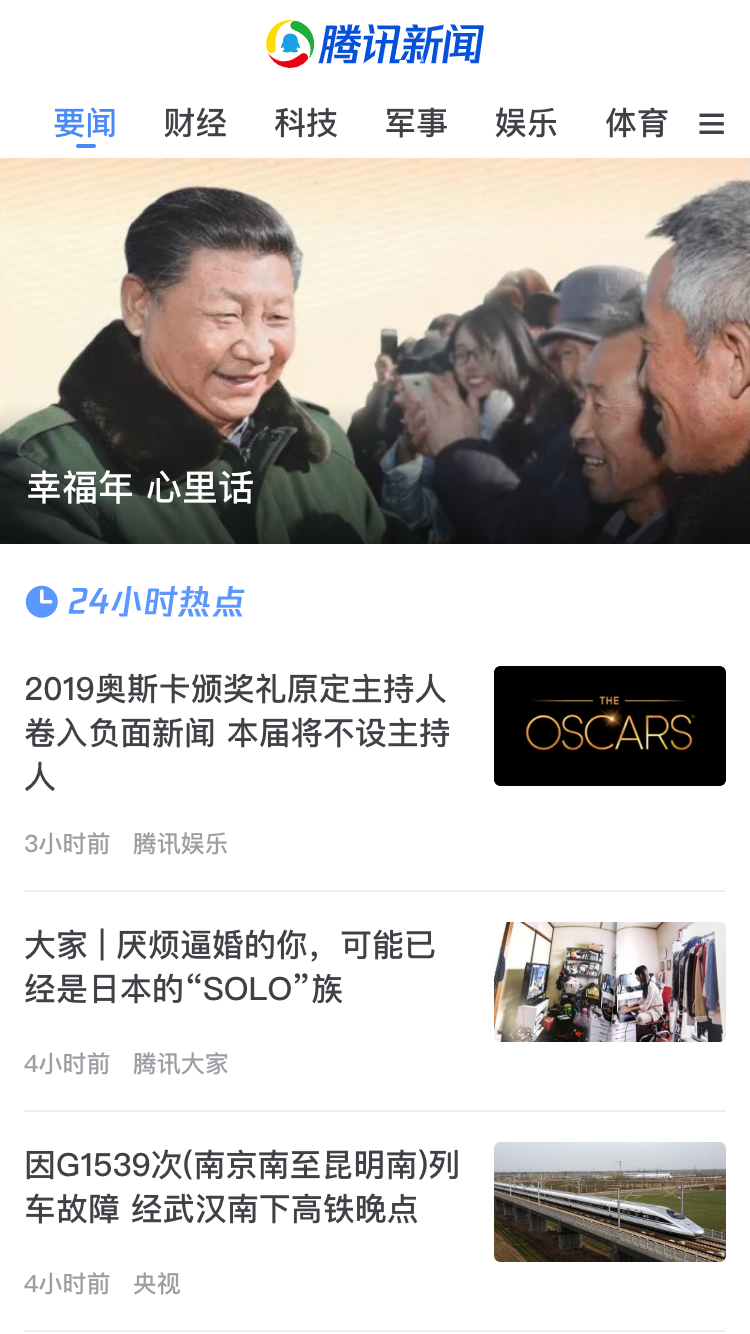 腾讯新闻
要闻 财经 科技 军事 娱乐 体育
幸福年 心里话
24小时热点
2019奥斯卡颁奖礼原定主持人
卷入负面新闻 本届将不设主持
人
THE
OSCARS
3小时前 腾讯娱乐
大家 | 厌烦逼婚的你，可能已
经是日本的“SOLO”族
4小时前 腾讯大家
因G1539次(南京南至昆明南)列
车故障 经武汉南下高铁晚点
4小时前 央视